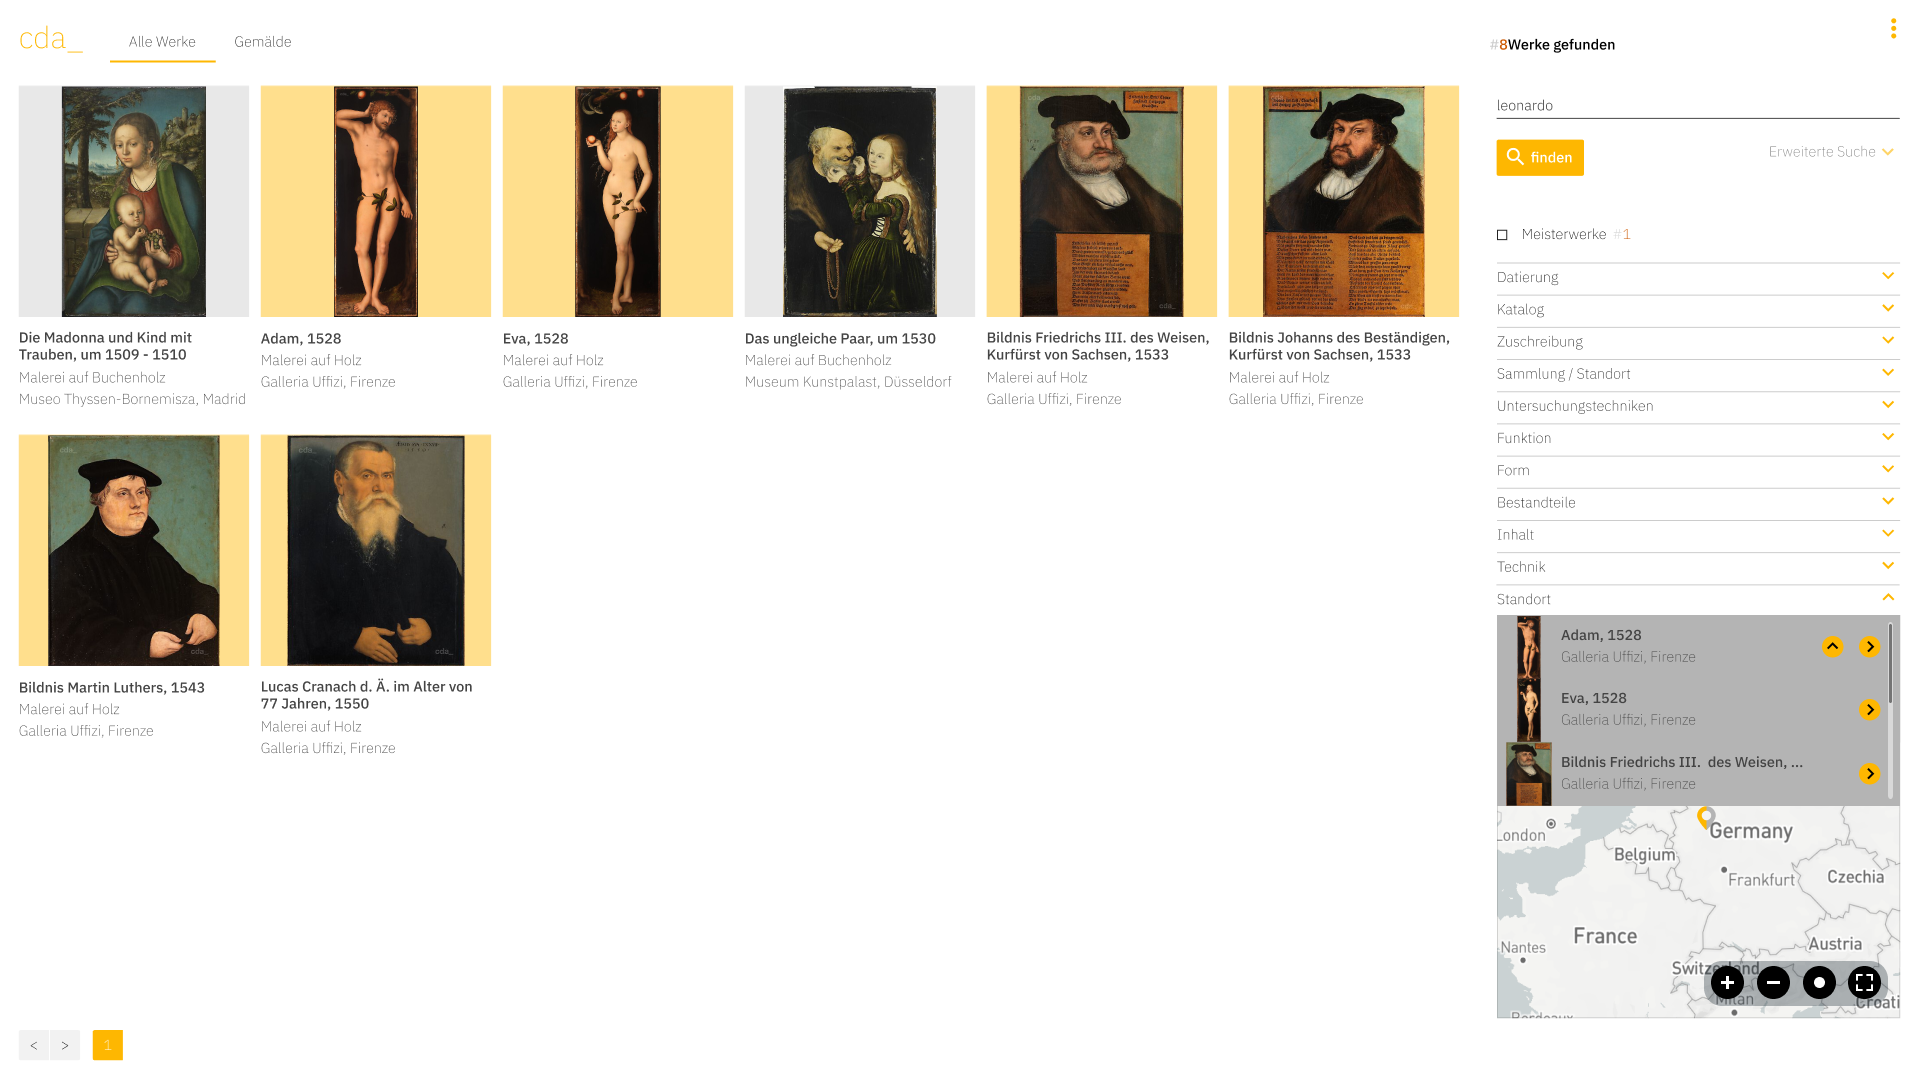 cda_
Alle Werke
Gemälde
#8Werke gefunden
leonardo
finden
Erweiterte Suche
Meisterwerke #1
Datierung
Katalog
Zuschreibung
Sammlung / Standort
Untersuchungstechniken
Funktion
Form
Bestandteile
Inhalt
Technik
Standort
Adam, 1528
Galleria Uffizi, Firenze
Eva, 1528
Galleria Uffizi, Firenze
Bildnis Friedrichs III. des Weisen, ...
Galleria Uffizi, Firenze
London
Germany
Belgium
Frankfurt
Czechia
France
Nantes
Austria
Switzerland
Milan
Croati
Bordeaux
Die Madonna und Kind mit
Trauben, um 1509 - 1510
Malerei auf Buchenholz
Museo Thyssen-Bornemisza, Madrid
Adam, 1528
Malerei auf Holz
Galleria Uffizi, Firenze
Eva, 1528
Malerei auf Holz
Galleria Uffizi, Firenze
Das ungleiche Paar, um 1530
Malerei auf Buchenholz
Museum Kunstpalast, Düsseldorf
Bildnis Friedrichs III. des Weisen,
Kurfürst von Sachsen, 1533
Malerei auf Holz
Galleria Uffizi, Firenze
Bildnis Johanns des Beständigen,
Kurfürst von Sachsen, 1533
Malerei auf Holz
Galleria Uffizi, Firenze
cda_
cda_
Bildnis Martin Luthers, 1543
Malerei auf Holz
Galleria Uffizi, Firenze
cda_
cda_
Lucas Cranach d. Ä. im Alter von
77 Jahren, 1550
Malerei auf Holz
Galleria Uffizi, Firenze
< > 1